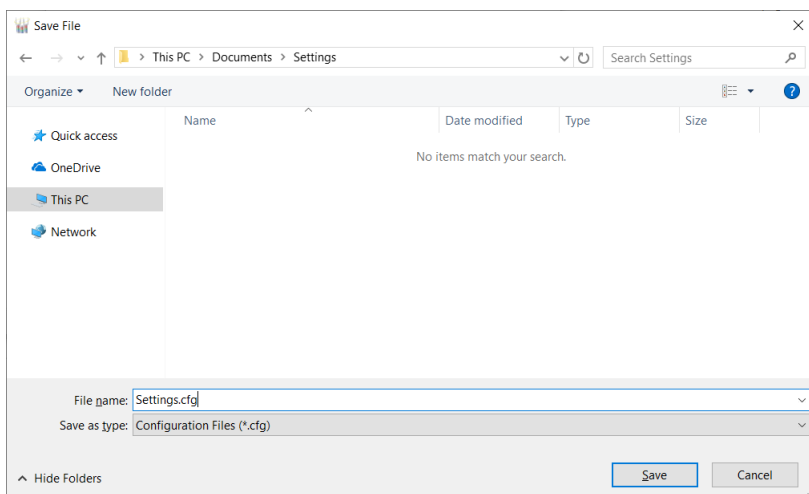 Save File
This PC > Documents > Settings
Search Settings
Organize
New folder
Name
Date modified
Type
Size
Quick access
No items match your search.
OneDrive
This PC
Network
File name: Settings.cfg
Save as type: Configuration Files (*.cfg)
Hide Folders
Save
Cancel